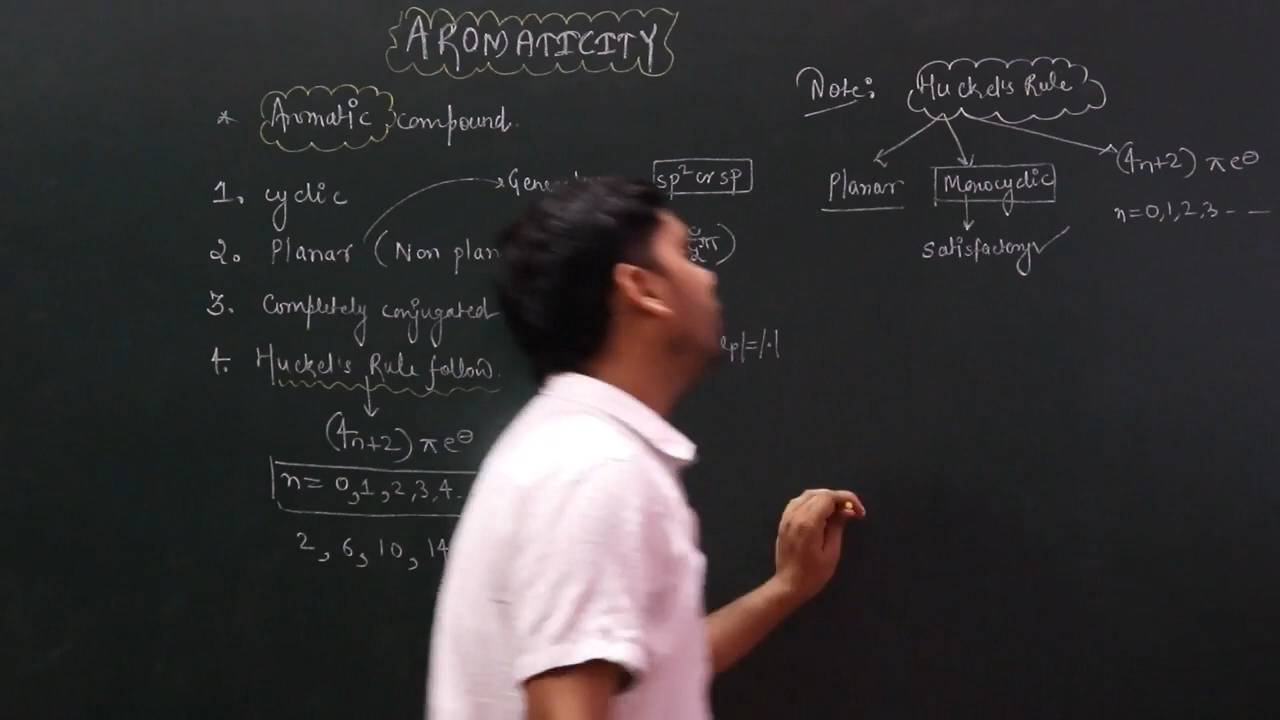 AROMATICITY
* Aromatic compound.
1. cyclic
sp² or sp
2. Planar (Non plan
3. Completely conjugated
4. Huckel's Rule follow.
(4n+2) πe⊖
n= 0,1,2,3,4
2, 6, 10, 14
Note: Huckel's Rule
Planar Monocyclic (4n+2) πe⊖
n=0,1,2,3 - - -
satisfactory ✓